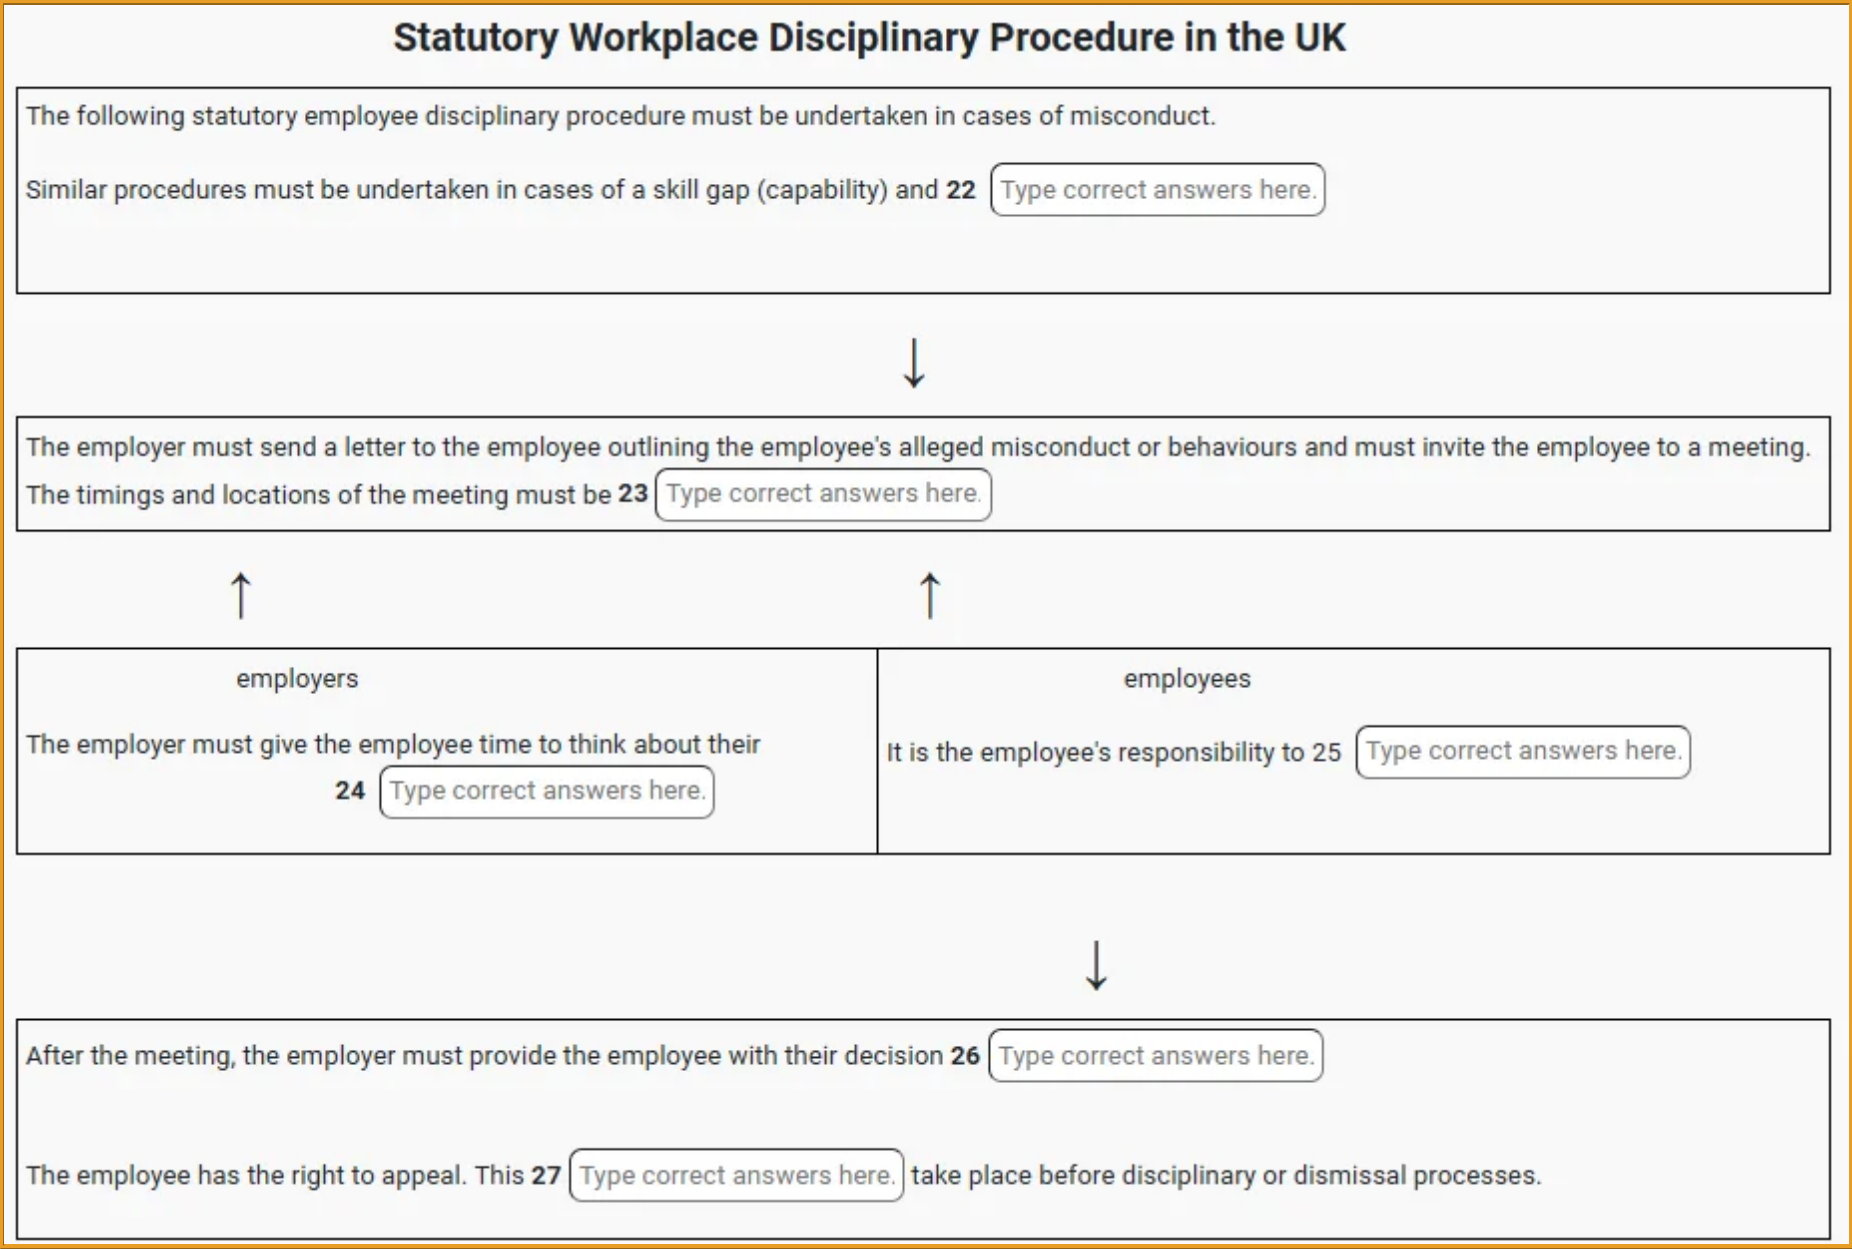 Statutory Workplace Disciplinary Procedure in the UK
The following statutory employee disciplinary procedure must be undertaken in cases of misconduct.
Similar procedures must be undertaken in cases of a skill gap (capability) and 22 Type correct answers here.
↓
The employer must send a letter to the employee outlining the employee's alleged misconduct or behaviours and must invite the employee to a meeting.
The timings and locations of the meeting must be 23 Type correct answers here.
↑ ↑
employers
The employer must give the employee time to think about their
24 Type correct answers here.
employees
It is the employee's responsibility to 25 Type correct answers here.
↓
After the meeting, the employer must provide the employee with their decision 26 Type correct answers here.
The employee has the right to appeal. This 27 Type correct answers here. take place before disciplinary or dismissal processes.